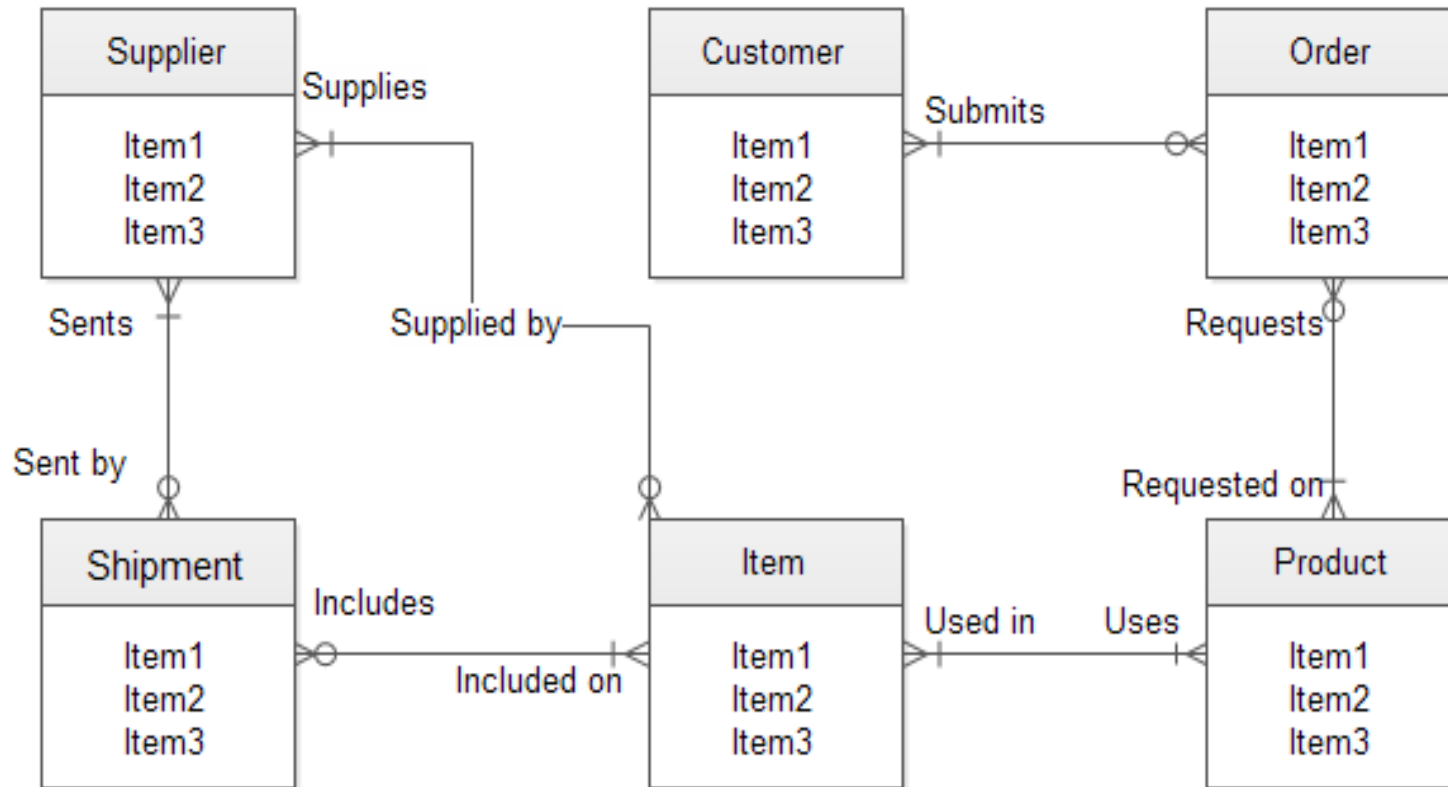 Supplier
Item1
Item2
Item3
Supplies
Customer
Item1
Item2
Item3
Submits
Order
Item1
Item2
Item3
Sents
Supplied by
Requests
Sent by
Requested on
Shipment
Item1
Item2
Item3
Includes
Included on
Item
Item1
Item2
Item3
Used in
Uses
Product
Item1
Item2
Item3